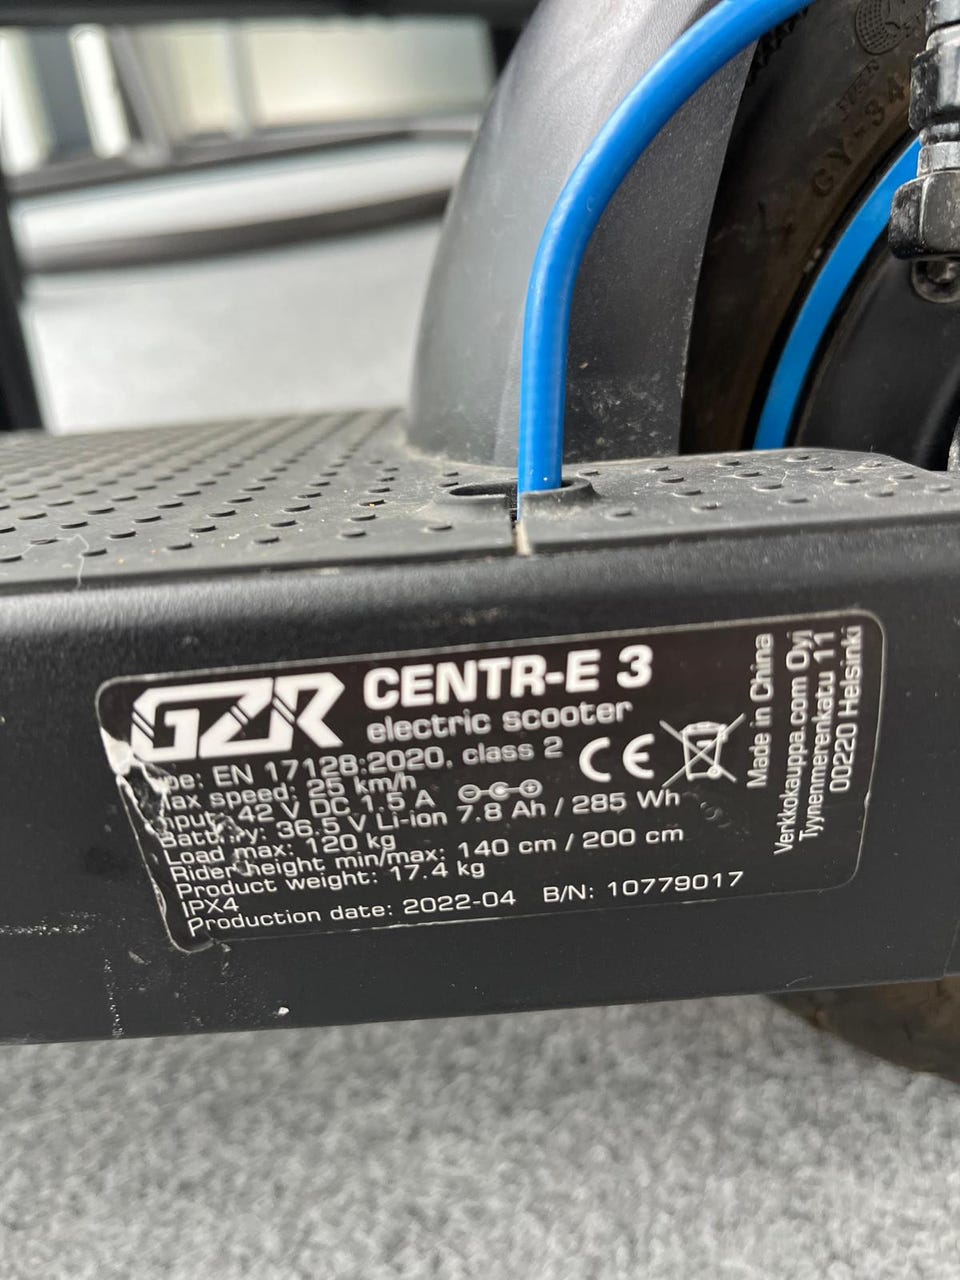 GZR CENTR-E 3
electric scooter
EN 17128:2020, class 2
Max speed: 25 km/h
Input: 42 V DC 1.5 A
Battery: 36.5 V Li-ion 7.8 Ah / 285 Wh
Load max: 120 kg
Rider height min/max: 140 cm / 200 cm
Product weight: 17.4 kg
IPX4
Production date: 2022-04 B/N: 10779017
CE
Made in China
Verkkokauppa.com Oyj
Tyynenmerenkatu 11
00220 Helsinki